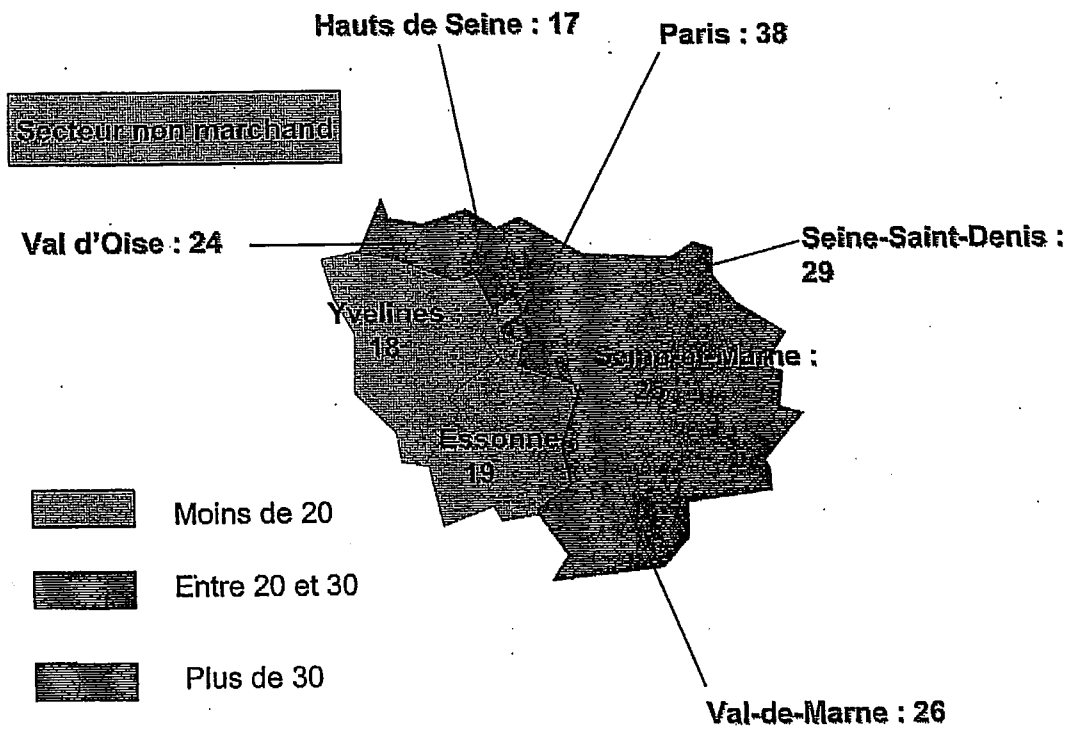 Hauts de Seine : 17
Paris : 38
Secteur non marchand
Val d'Oise : 24
Seine-Saint-Denis :
29
Yvelines :
18
Seine-et-Marne :
Essonne
19
Moins de 20
Entre 20 et 30
Plus de 30
Val-de-Marne : 26